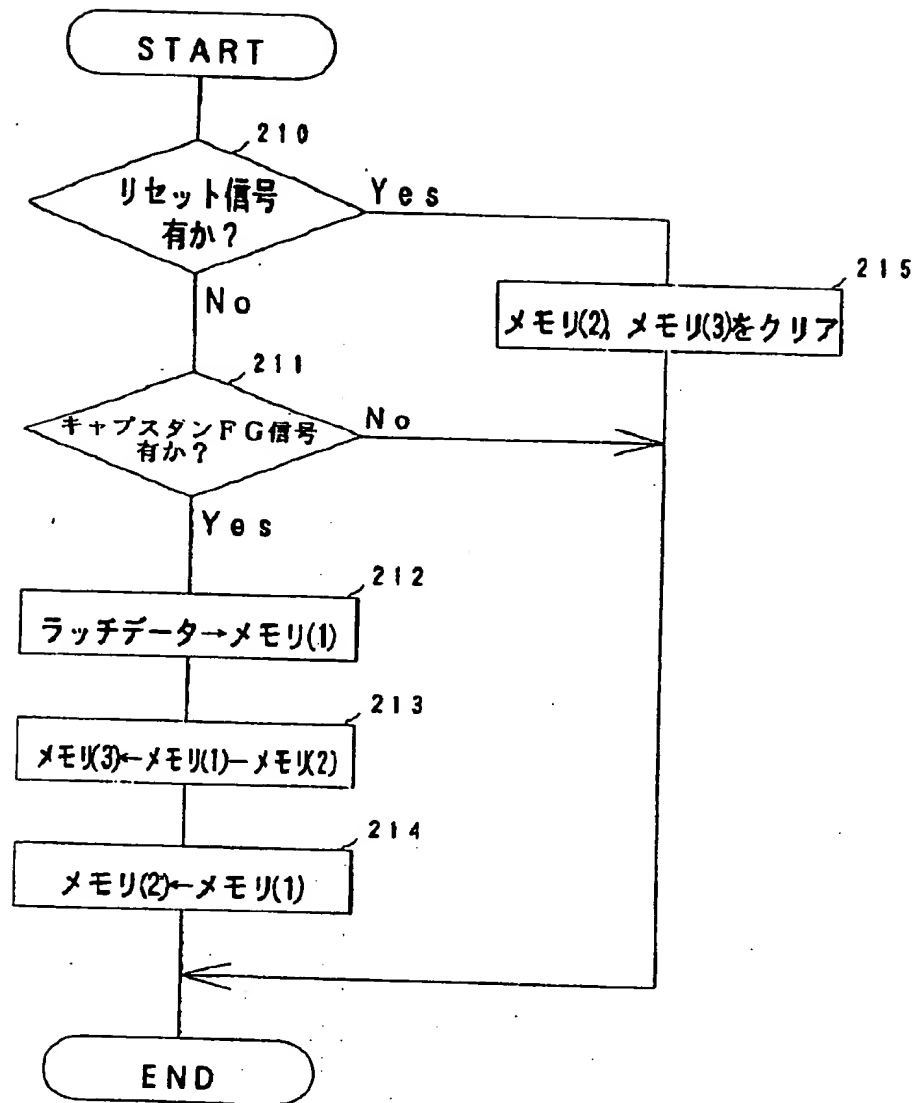 START
210
リセット信号
有か？
Yes
No
215
メモリ(2)、メモリ(3)をクリア
211
キャプスダンFG信号
有か？
No
Yes
212
ラッチデータ→メモリ(1)
213
メモリ(3)←メモリ(1)−メモリ(2)
214
メモリ(2)←メモリ(1)
END